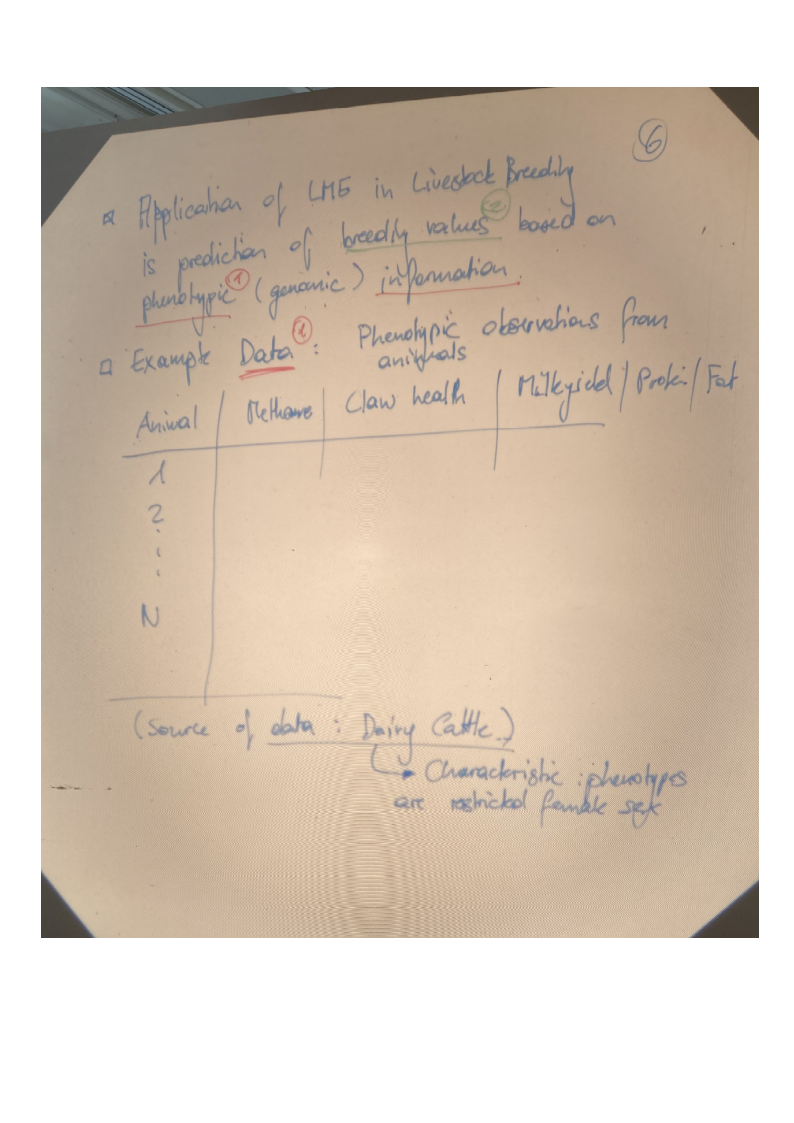 6
Application of LME in Livestock Breeding
is prediction of breeding values 2 based on
phenotypic 1 (genomic) information.
Example Data 1 : Phenotypic observations from
animals
Animal | Methane | Claw health | Milkyield / Protein / Fat
1
2
⋮
N
(Source of data : Dairy Cattle)
Characteristic : phenotypes
are restricted female sex